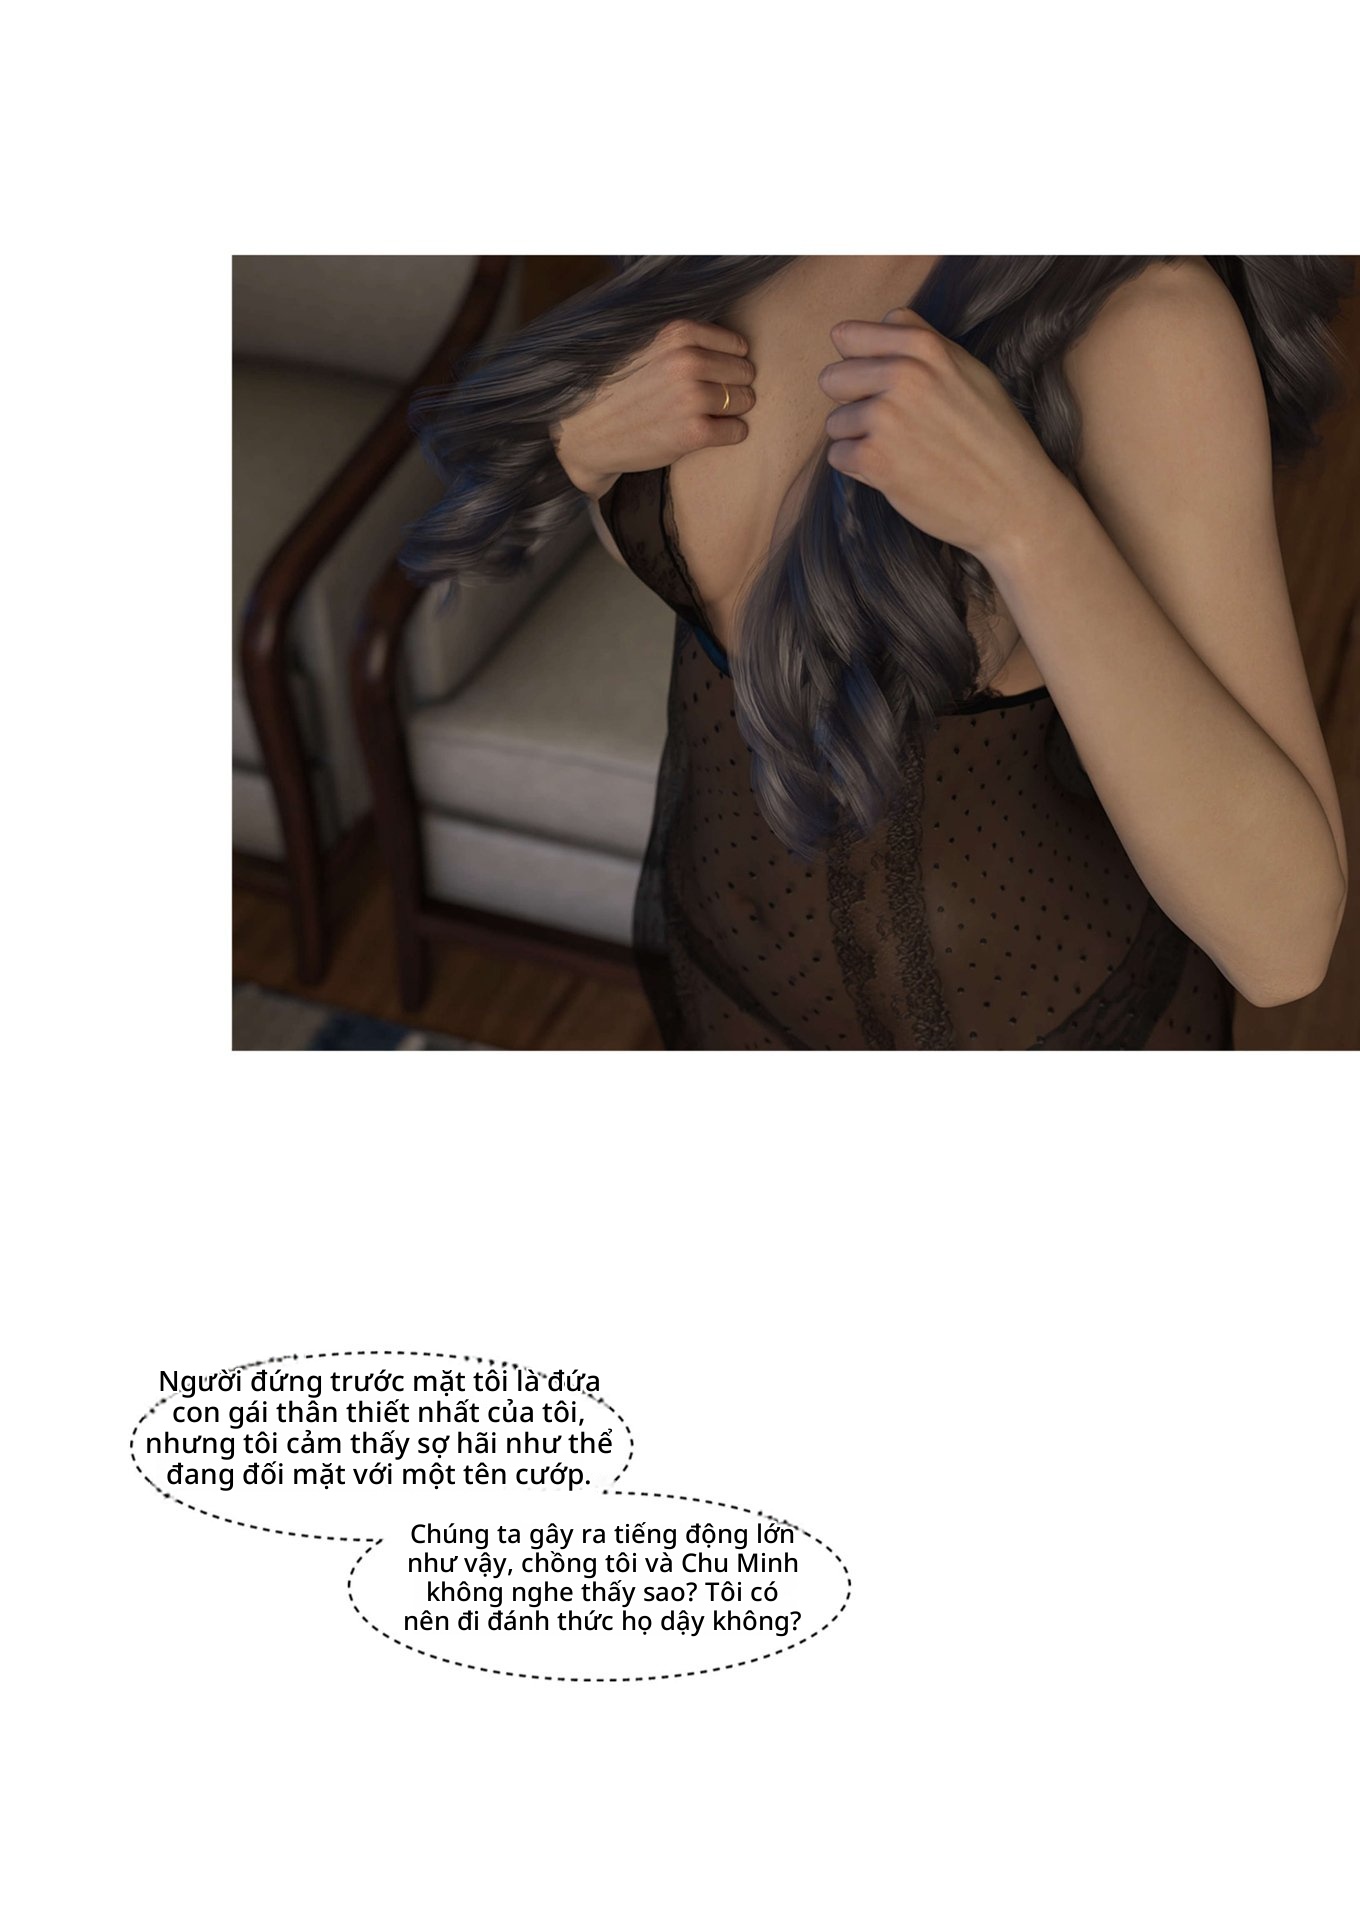 Người đứng trước mặt tôi là đứa
con gái thân thiết nhất của tôi,
nhưng tôi cảm thấy sợ hãi như thể
đang đối mặt với một tên cướp.
Chúng ta gây ra tiếng động lớn
như vậy, chồng tôi và Chu Minh
không nghe thấy sao? Tôi có
nên đi đánh thức họ dậy không?